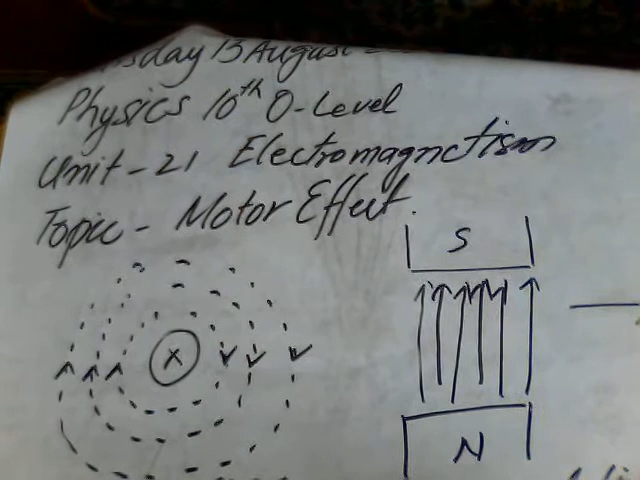 sday 13 August
Physics 10th O-Level
Unit-21 Electromagnetism
Topic - Motor Effect.
S
X
N